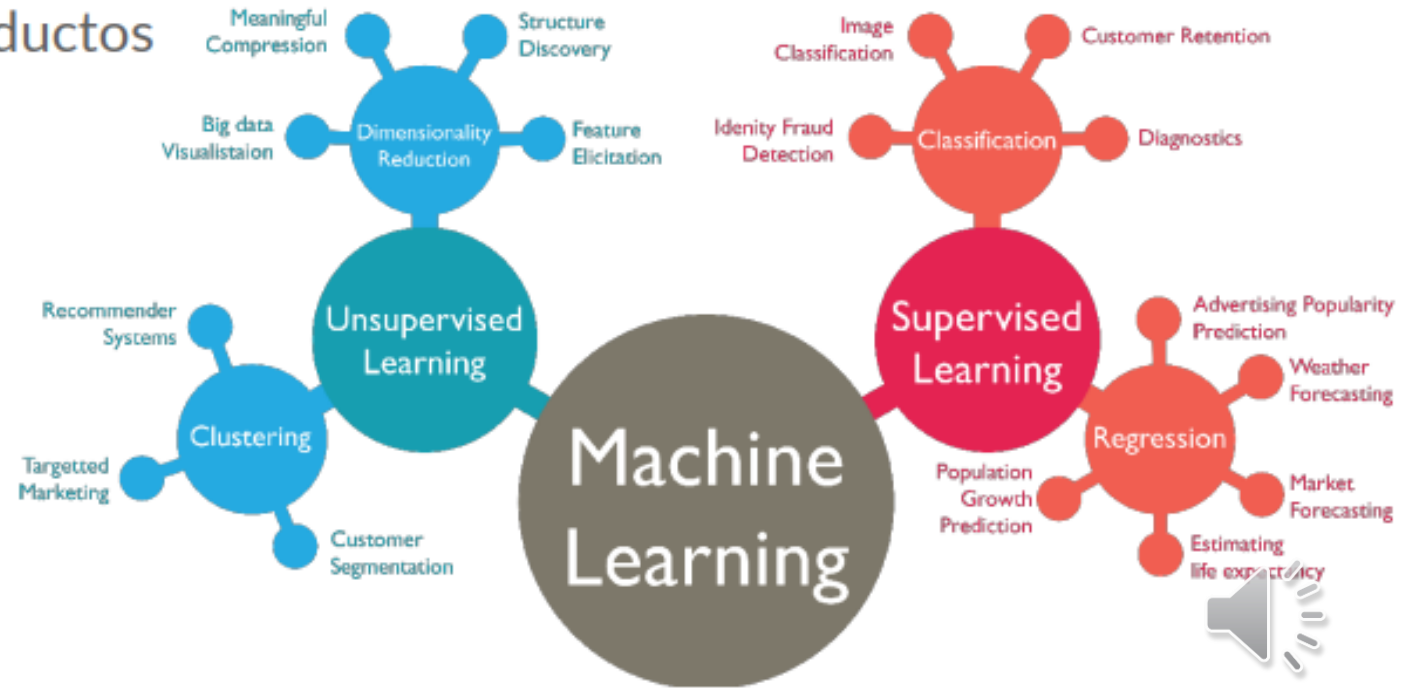 ductos
Meaningful
Compression
Structure
Discovery
Big data
Visualistaion
Dimensionality
Reduction
Feature
Elicitation
Image
Classification
Customer Retention
Idenity Fraud
Detection
Classification
Diagnostics
Unsupervised
Learning
Supervised
Learning
Recommender
Systems
Clustering
Targetted
Marketing
Customer
Segmentation
Machine
Learning
Advertising Popularity
Prediction
Weather
Forecasting
Regression
Population
Growth
Prediction
Market
Forecasting
Estimating
life expectancy